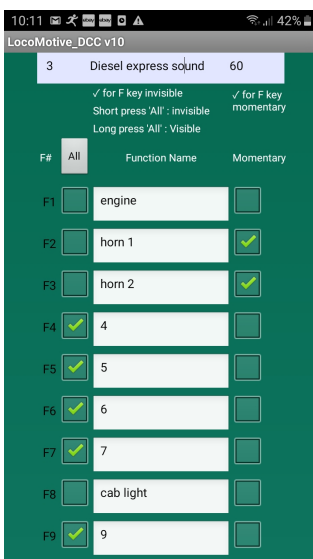 10:11 ebay ebay 42%
LocoMotive_DCC v10
3 Diesel express sound 60
✓ for F key invisible
Short press 'All' : invisible
Long press 'All' : Visible
✓ for F key
momentary
F# All Function Name Momentary
F1 engine
F2 horn 1
F3 horn 2
F4 4
F5 5
F6 6
F7 7
F8 cab light
F9 9